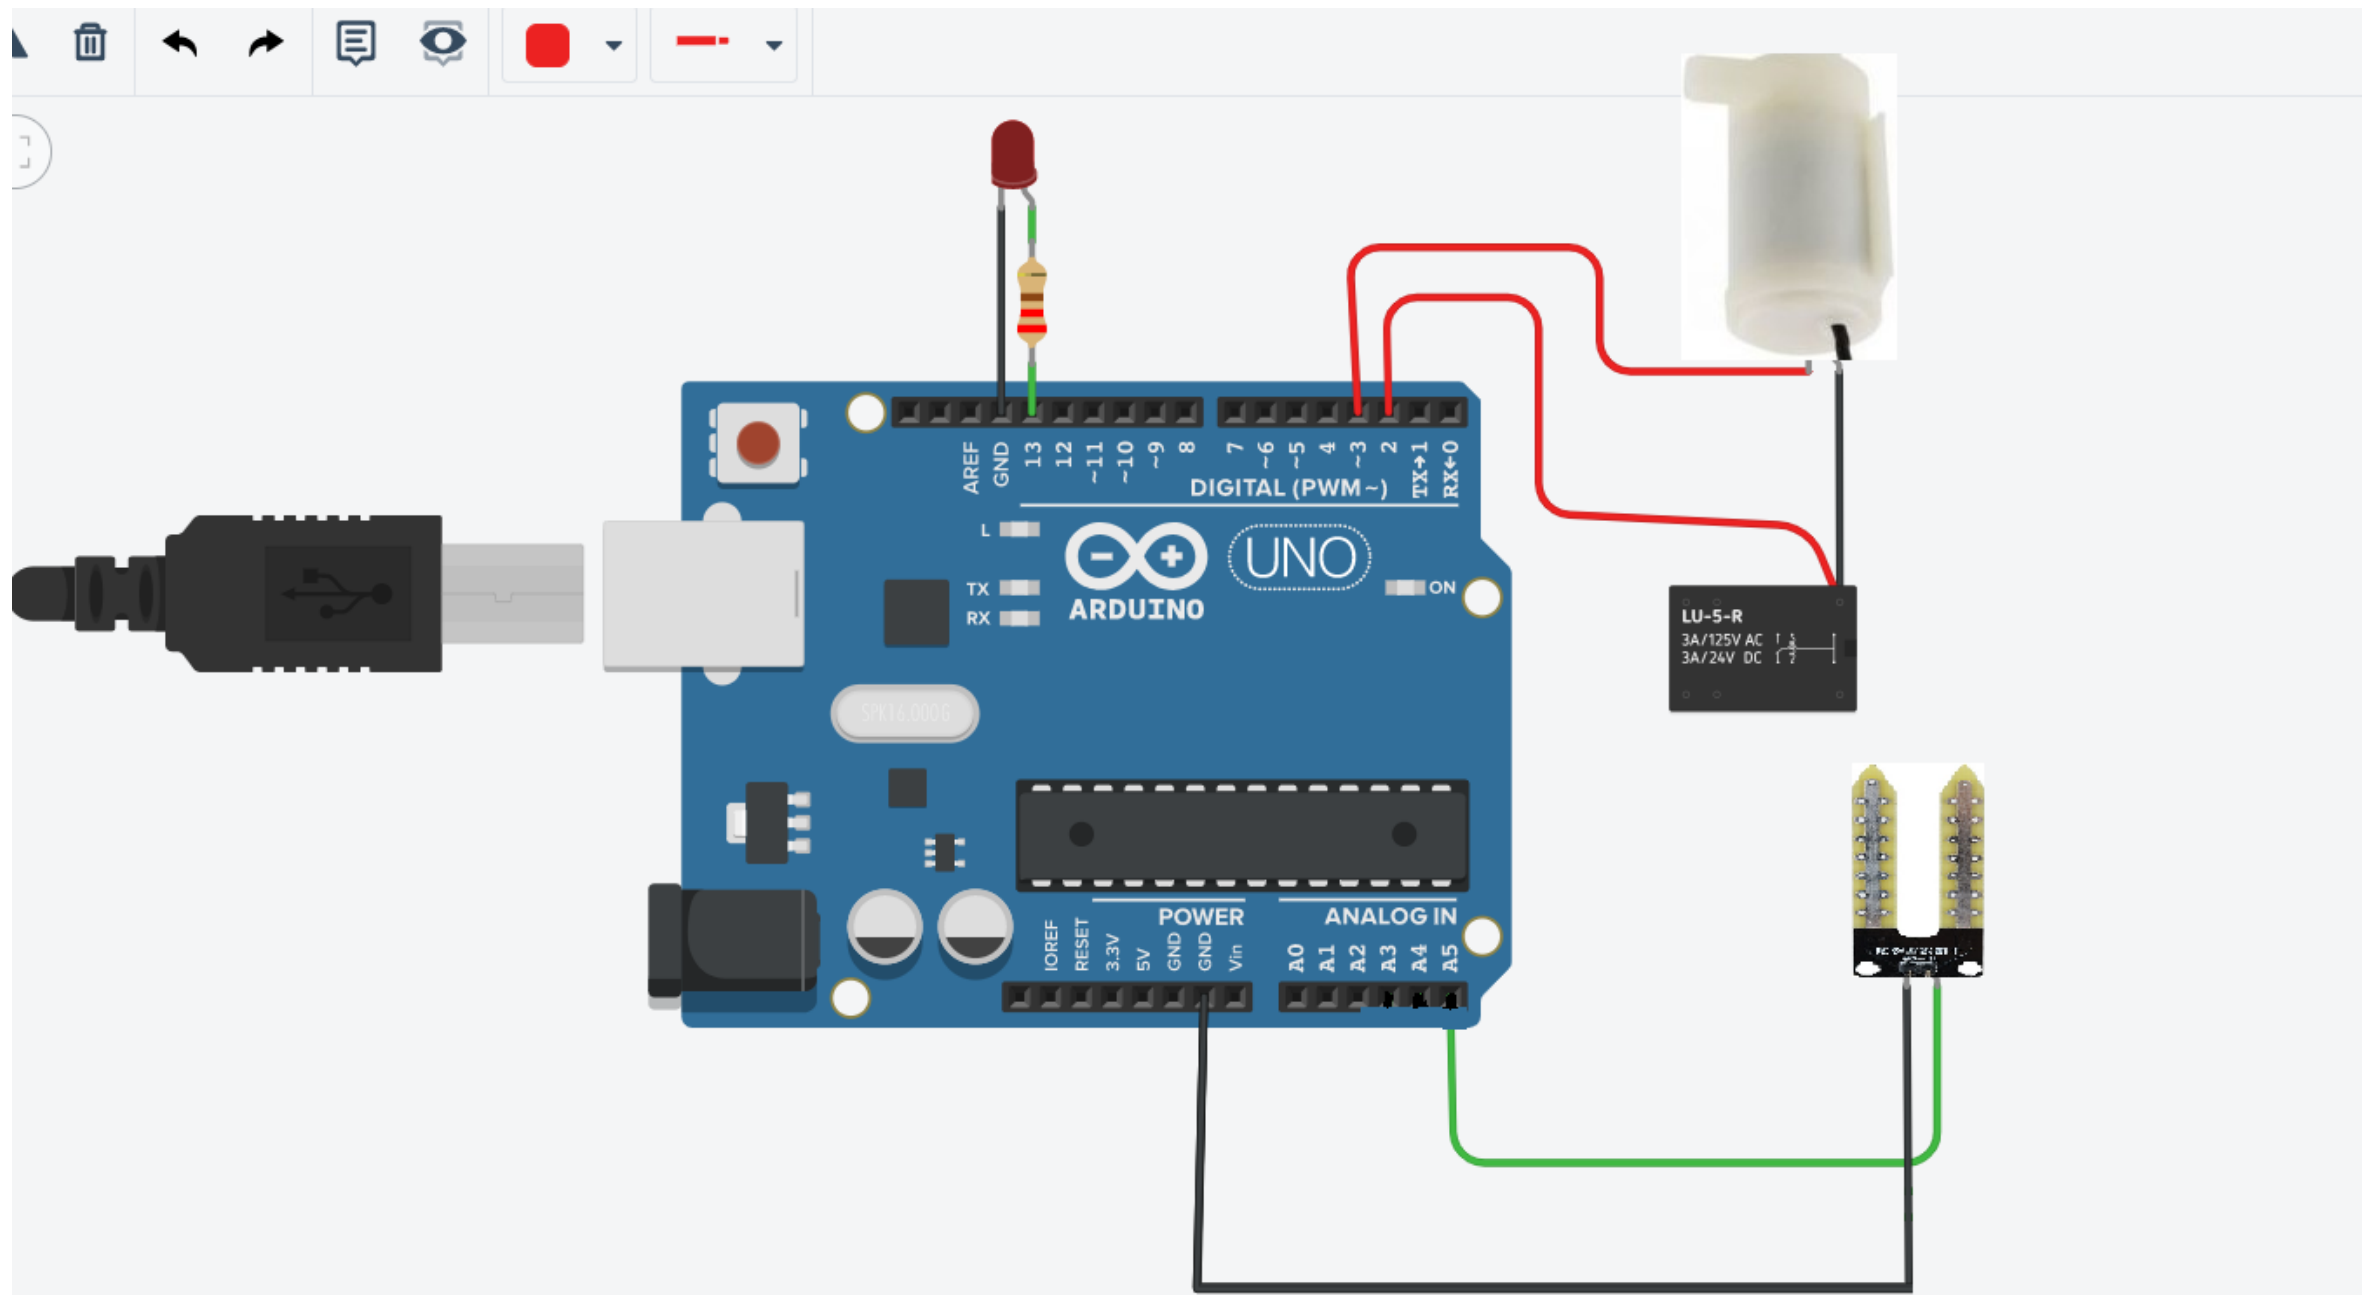 AREF
GND
13
12
~11
~10
~9
8
7
~6
~5
4
~3
2
TX→1
RX←0
DIGITAL (PWM~)
L
TX
RX
ARDUINO
UNO
ON
LU-5-R
3A/125V AC
3A/24V DC
SPK16.000G
POWER
ANALOG IN
IOREF
RESET
3.3V
5V
GND
GND
Vin
A0
A1
A2
A3
A4
A5